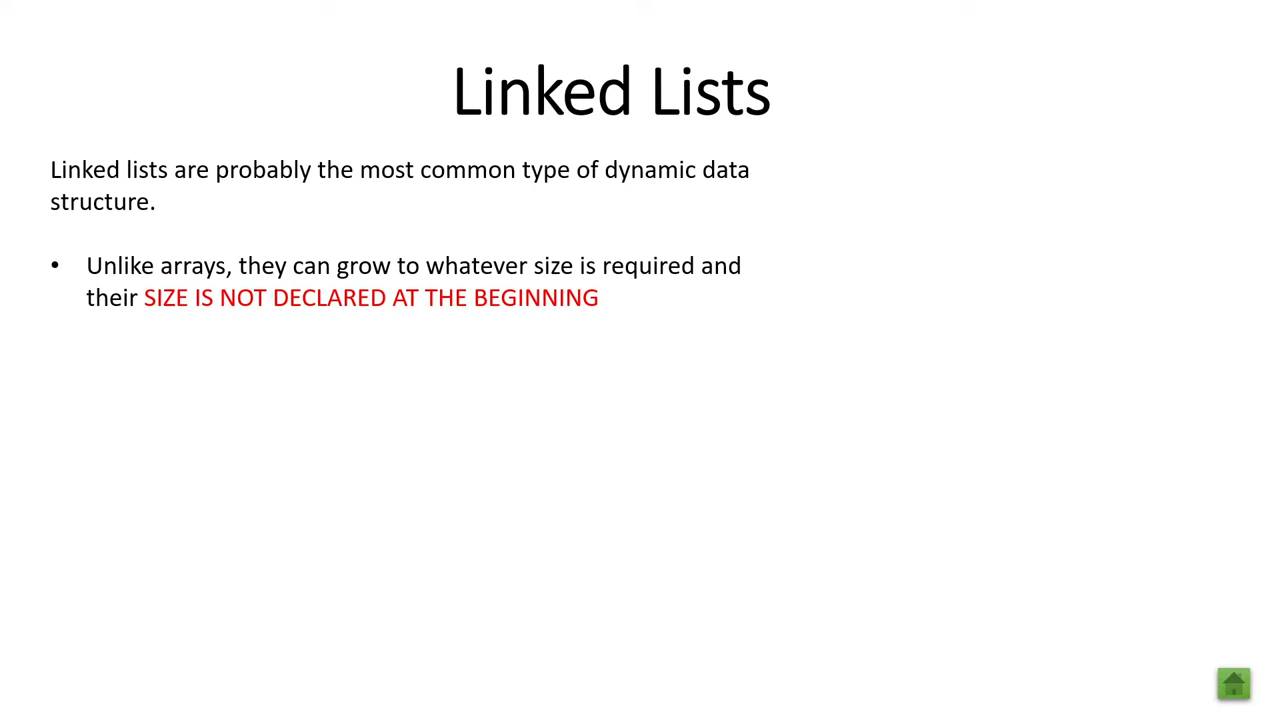 Linked Lists
Linked lists are probably the most common type of dynamic data
structure.
• Unlike arrays, they can grow to whatever size is required and
their SIZE IS NOT DECLARED AT THE BEGINNING